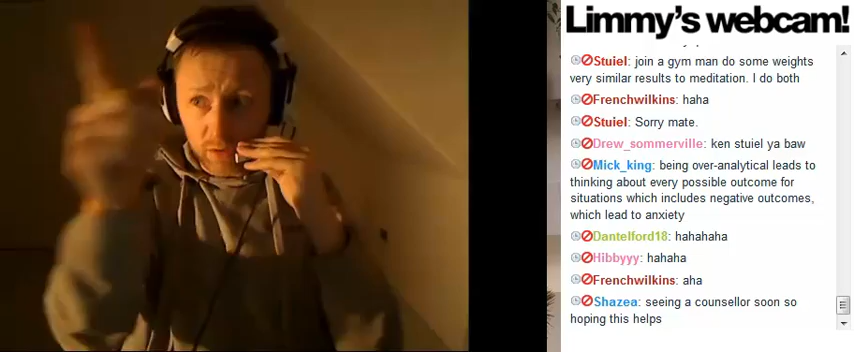 Limmy's webcam!
Stuiel: join a gym man do some weights
very similar results to meditation. I do both
Frenchwilkins: haha
Stuiel: Sorry mate.
Drew_sommerville: ken stuiel ya baw
Mick_king: being over-analytical leads to
thinking about every possible outcome for
situations which includes negative outcomes,
which lead to anxiety
Dantelford18: hahahaha
Hibbyyy: hahaha
Frenchwilkins: aha
Shazea: seeing a counsellor soon so
hoping this helps